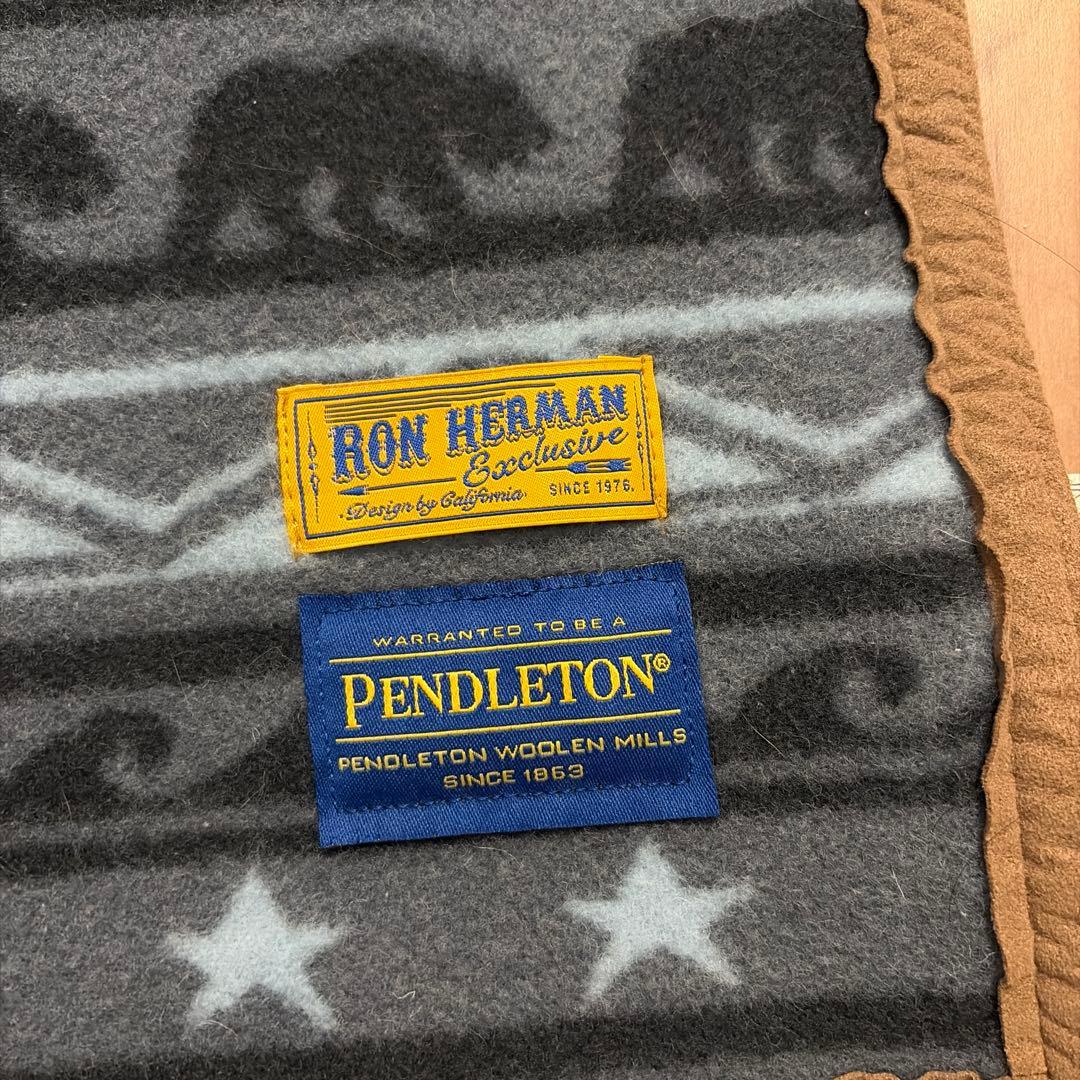 RON HERMAN
Exclusive
Design by California.
SINCE 1976.
WARRANTED TO BE A
PENDLETON®
PENDLETON WOOLEN MILLS
SINCE 1863